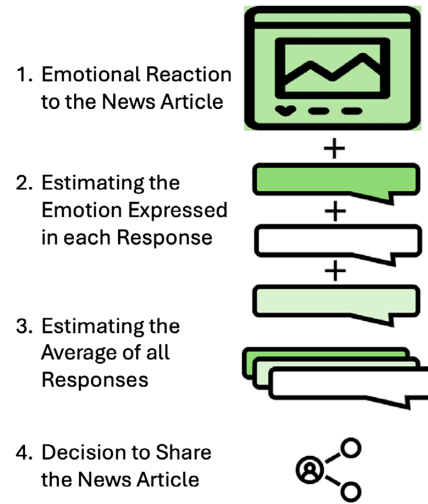 1. Emotional Reaction
to the News Article
+
2. Estimating the
Emotion Expressed
in each Response
+
+
3. Estimating the
Average of all
Responses
4. Decision to Share
the News Article